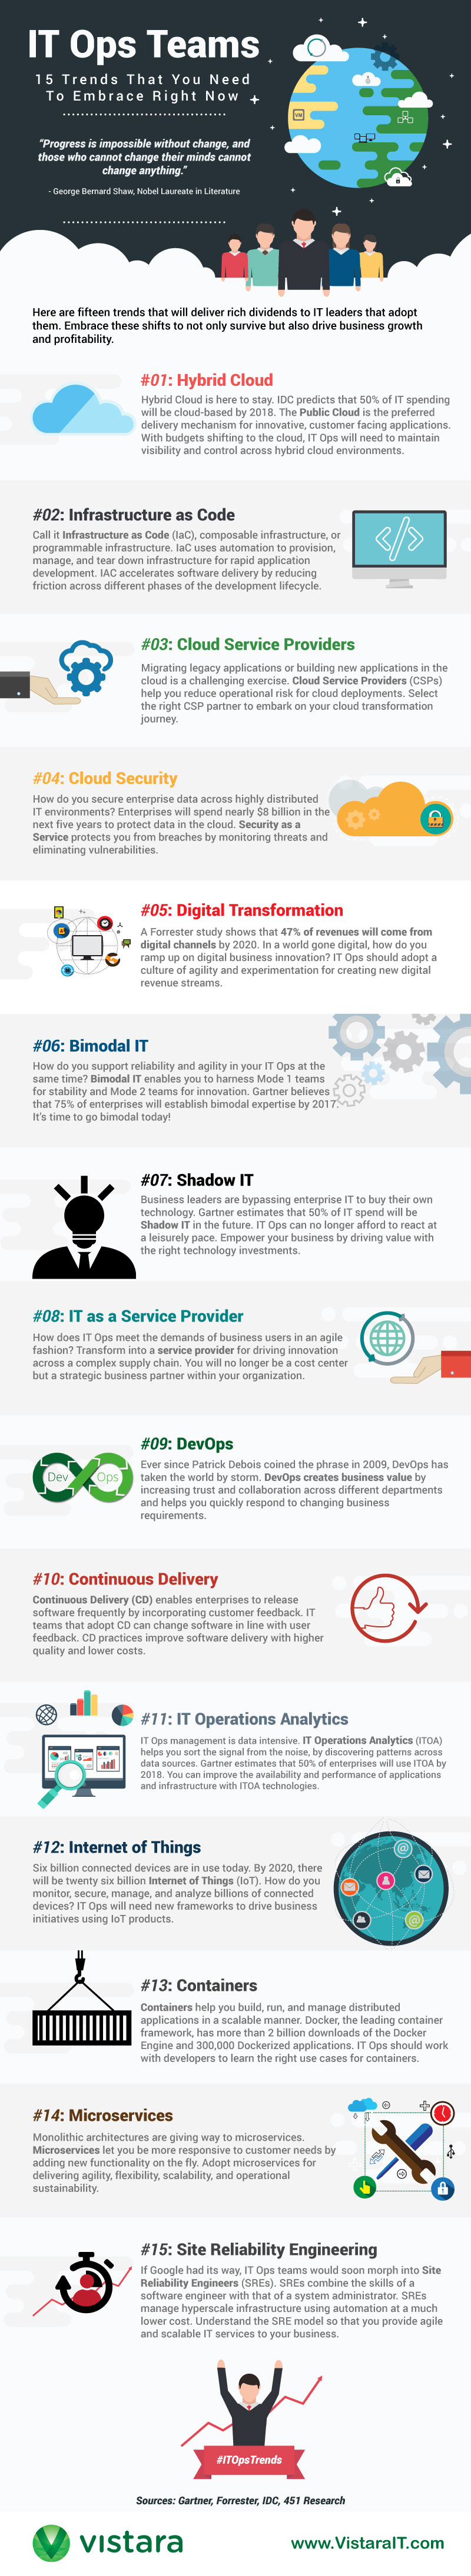 IT Ops Teams
15 Trends That You Need
To Embrace Right Now
"Progress is impossible without change, and
those who cannot change their minds cannot
change anything."
- George Bernard Shaw, Nobel Laureate in Literature
VM
Here are fifteen trends that will deliver rich dividends to IT leaders that adopt
them. Embrace these shifts to not only survive but also drive business growth
and profitability.
#01: Hybrid Cloud
Hybrid Cloud is here to stay. IDC predicts that 50% of IT spending
will be cloud-based by 2018. The Public Cloud is the preferred
delivery mechanism for innovative, customer facing applications.
With budgets shifting to the cloud, IT Ops will need to maintain
visibility and control across hybrid cloud environments.
#02: Infrastructure as Code
Call it Infrastructure as Code (IaC), composable infrastructure, or
programmable infrastructure. IaC uses automation to provision,
manage, and tear down infrastructure for rapid application
development. IAC accelerates software delivery by reducing
friction across different phases of the development lifecycle.
</>
#03: Cloud Service Providers
Migrating legacy applications or building new applications in the
cloud is a challenging exercise. Cloud Service Providers (CSPs)
help you reduce operational risk for cloud deployments. Select
the right CSP partner to embark on your cloud transformation
journey.
#04: Cloud Security
How do you secure enterprise data across highly distributed
IT environments? Enterprises will spend nearly $8 billion in the
next five years to protect data in the cloud. Security as a
Service protects you from breaches by monitoring threats and
eliminating vulnerabilities.
#05: Digital Transformation
A Forrester study shows that 47% of revenues will come from
digital channels by 2020. In a world gone digital, how do you
ramp up on digital business innovation? IT Ops should adopt a
culture of agility and experimentation for creating new digital
revenue streams.
#06: Bimodal IT
How do you support reliability and agility in your IT Ops at the
same time? Bimodal IT enables you to harness Mode 1 teams
for stability and Mode 2 teams for innovation. Gartner believes
that 75% of enterprises will establish bimodal expertise by 2017.
It's time to go bimodal today!
#07: Shadow IT
Business leaders are bypassing enterprise IT to buy their own
technology. Gartner estimates that 50% of IT spend will be
Shadow IT in the future. IT Ops can no longer afford to react at
a leisurely pace. Empower your business by driving value with
the right technology investments.
#08: IT as a Service Provider
How does IT Ops meet the demands of business users in an agile
fashion? Transform into a service provider for driving innovation
across a complex supply chain. You will no longer be a cost center
but a strategic business partner within your organization.
#09: DevOps
Dev Ops
Ever since Patrick Debois coined the phrase in 2009, DevOps has
taken the world by storm. DevOps creates business value by
increasing trust and collaboration across different departments
and helps you quickly respond to changing business
requirements.
#10: Continuous Delivery
Continuous Delivery (CD) enables enterprises to release
software frequently by incorporating customer feedback. IT
teams that adopt CD can change software in line with user
feedback. CD practices improve software delivery with higher
quality and lower costs.
#11: IT Operations Analytics
IT Ops management is data intensive. IT Operations Analytics (ITOA)
helps you sort the signal from the noise, by discovering patterns across
data sources. Gartner estimates that 50% of enterprises will use ITOA by
2018. You can improve the availability and performance of applications
and infrastructure with ITOA technologies.
#12: Internet of Things
Six billion connected devices are in use today. By 2020, there
will be twenty six billion Internet of Things (IoT). How do you
monitor, secure, manage, and analyze billions of connected
devices? IT Ops will need new frameworks to drive business
initiatives using IoT products.
@
@
#13: Containers
Containers help you build, run, and manage distributed
applications in a scalable manner. Docker, the leading container
framework, has more than 2 billion downloads of the Docker
Engine and 300,000 Dockerized applications. IT Ops should work
with developers to learn the right use cases for containers.
#14: Microservices
Monolithic architectures are giving way to microservices.
Microservices let you be more responsive to customer needs by
adding new functionality on the fly. Adopt microservices for
delivering agility, flexibility, scalability, and operational
sustainability.
#15: Site Reliability Engineering
If Google had its way, IT Ops teams would soon morph into Site
Reliability Engineers (SREs). SREs combine the skills of a
software engineer with that of a system administrator. SREs
manage hyperscale infrastructure using automation at a much
lower cost. Understand the SRE model so that you provide agile
and scalable IT services to your business.
#ITOpsTrends
Sources: Gartner, Forrester, IDC, 451 Research
vistara
www.VistaraIT.com